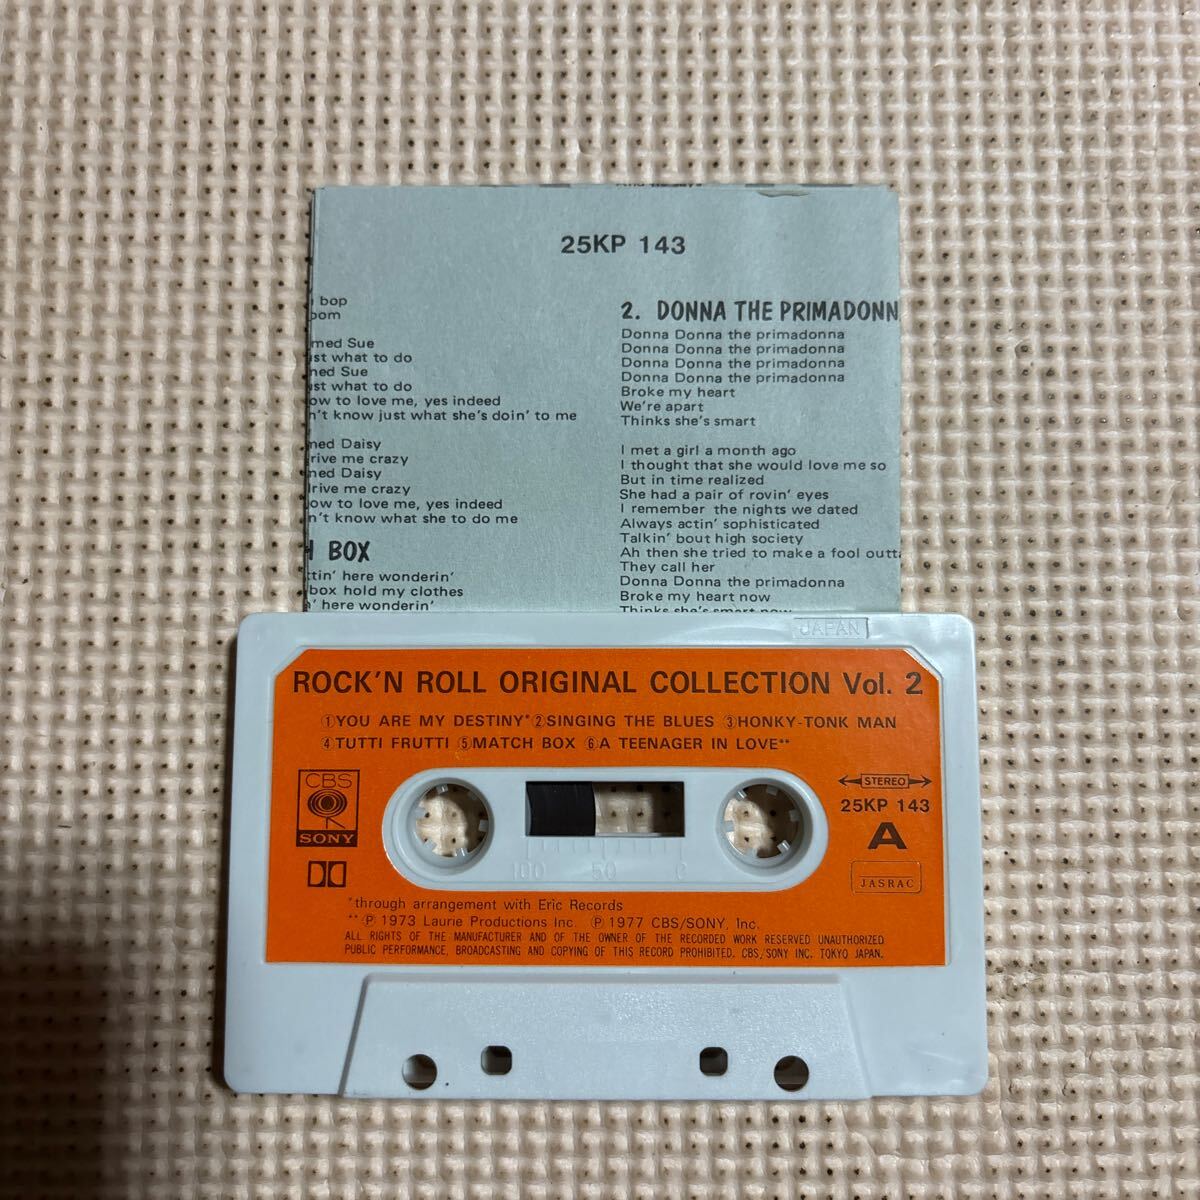 25KP 143
bop
med Sue
st what to do
ned Sue
st what to do
ow to love me, yes indeed
n't know just what she's doin' to me
ned Daisy
rive me crazy
ned Daisy
drive me crazy
ow to love me, yes indeed
n't know what she to do me
BOX
ttin' here wonderin'
box hold my clothes
' here wonderin'
2. DONNA THE PRIMADONN
Donna Donna the primadonna
Donna Donna the primadonna
Donna Donna the primadonna
Donna Donna the primadonna
Broke my heart
We're apart
Thinks she's smart
I met a girl a month ago
I thought that she would love me so
But in time realized
She had a pair of rovin' eyes
I remember the nights we dated
Always actin' sophisticated
Talkin' bout high society
Ah then she tried to make a fool outta
They call her
Donna Donna the primadonna
Broke my heart now
Thinks she's smart now
JAPAN
ROCK'N ROLL ORIGINAL COLLECTION Vol. 2
①YOU ARE MY DESTINY* ②SINGING THE BLUES ③HONKY-TONK MAN
④TUTTI FRUTTI ⑤MATCH BOX ⑥A TEENAGER IN LOVE**
CBS
SONY
STEREO
25KP 143
A
JASRAC
100 50 0
*through arrangement with Eric Records
**Ⓟ 1973 Laurie Productions Inc. Ⓟ 1977 CBS/SONY, Inc.
ALL RIGHTS OF THE MANUFACTURER AND OF THE OWNER OF THE RECORDED WORK RESERVED UNAUTHORIZED
PUBLIC PERFORMANCE, BROADCASTING AND COPYING OF THIS RECORD PROHIBITED. CBS/SONY INC. TOKYO JAPAN.